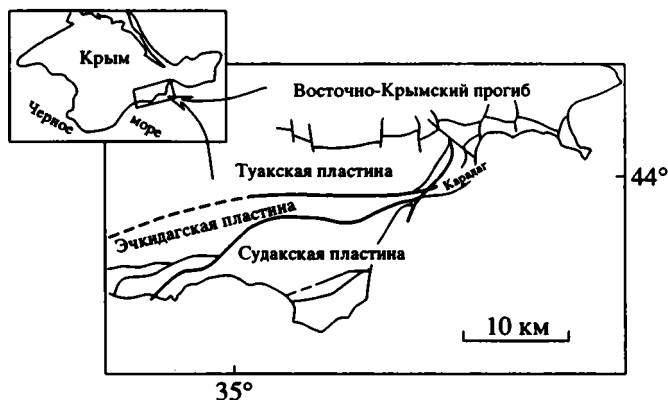 Крым
Черное
море
Восточно-Крымский прогиб
Туакская пластина
44°
Карадаг
Эчкидагская пластина
Судакская пластина
10 км
35°